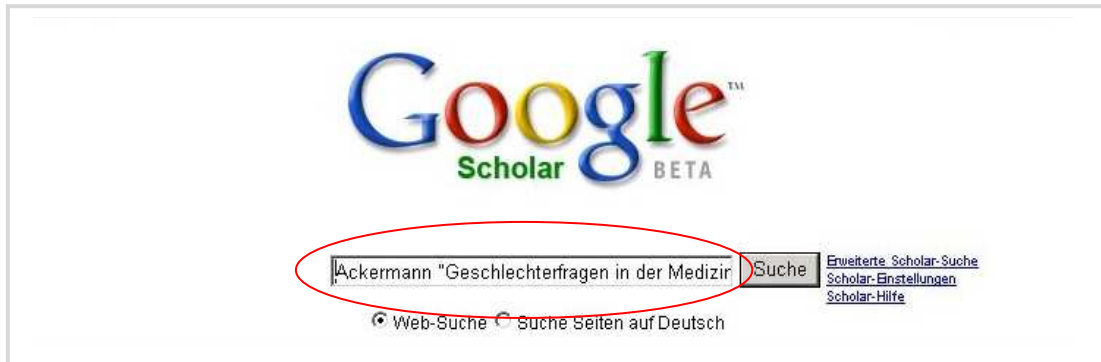 Google™
Scholar BETA
Ackermann "Geschlechterfragen in der Medizin Suche Erweiterte Scholar-Suche
Scholar-Einstellungen
Scholar-Hilfe
Web-Suche Suche Seiten auf Deutsch